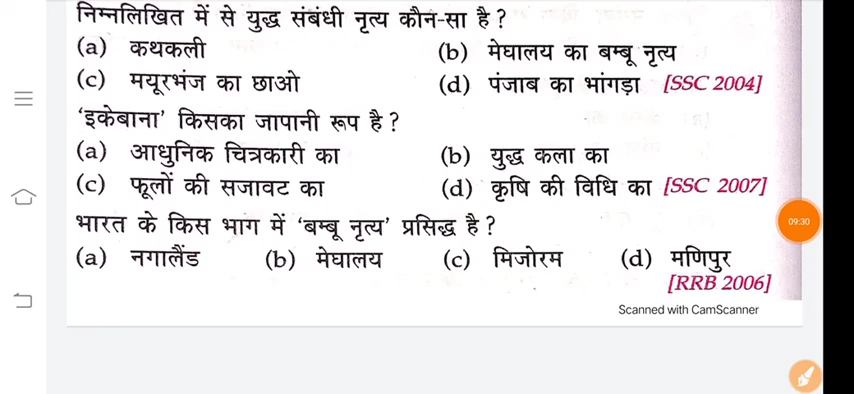 निम्नलिखित में से युद्ध संबंधी नृत्य कौन-सा है ?
(a) कथकली (b) मेघालय का बम्बू नृत्य
(c) मयूरभंज का छाओ (d) पंजाब का भांगड़ा [SSC 2004]
'इकेबाना' किसका जापानी रूप है ?
(a) आधुनिक चित्रकारी का (b) युद्ध कला का
(c) फूलों की सजावट का (d) कृषि की विधि का [SSC 2007]
भारत के किस भाग में 'बम्बू नृत्य' प्रसिद्ध है ?
(a) नगालैंड (b) मेघालय (c) मिजोरम (d) मणिपुर
[RRB 2006]
Scanned with CamScanner
09:30